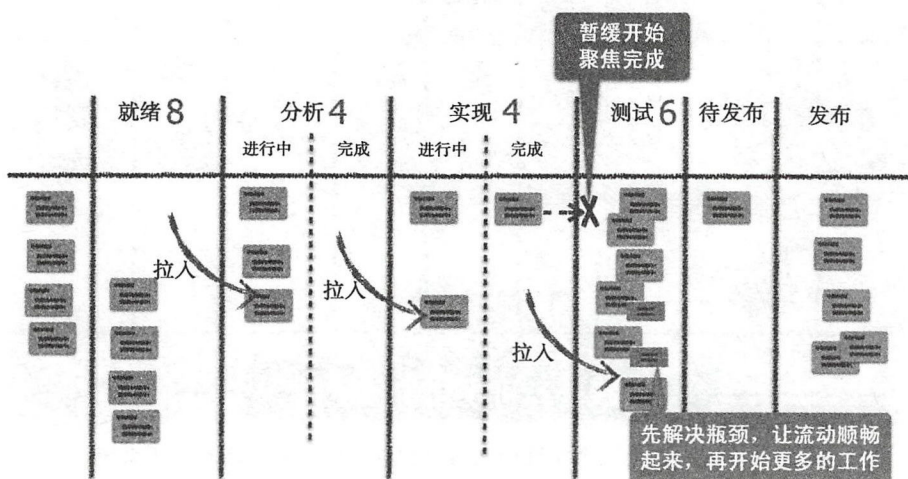 暂缓开始
聚焦完成
就绪8
分析4
实现4
测试6
待发布
发布
进行中
完成
进行中
完成
拉入
拉入
拉入
先解决瓶颈，让流动顺畅
起来，再开始更多的工作